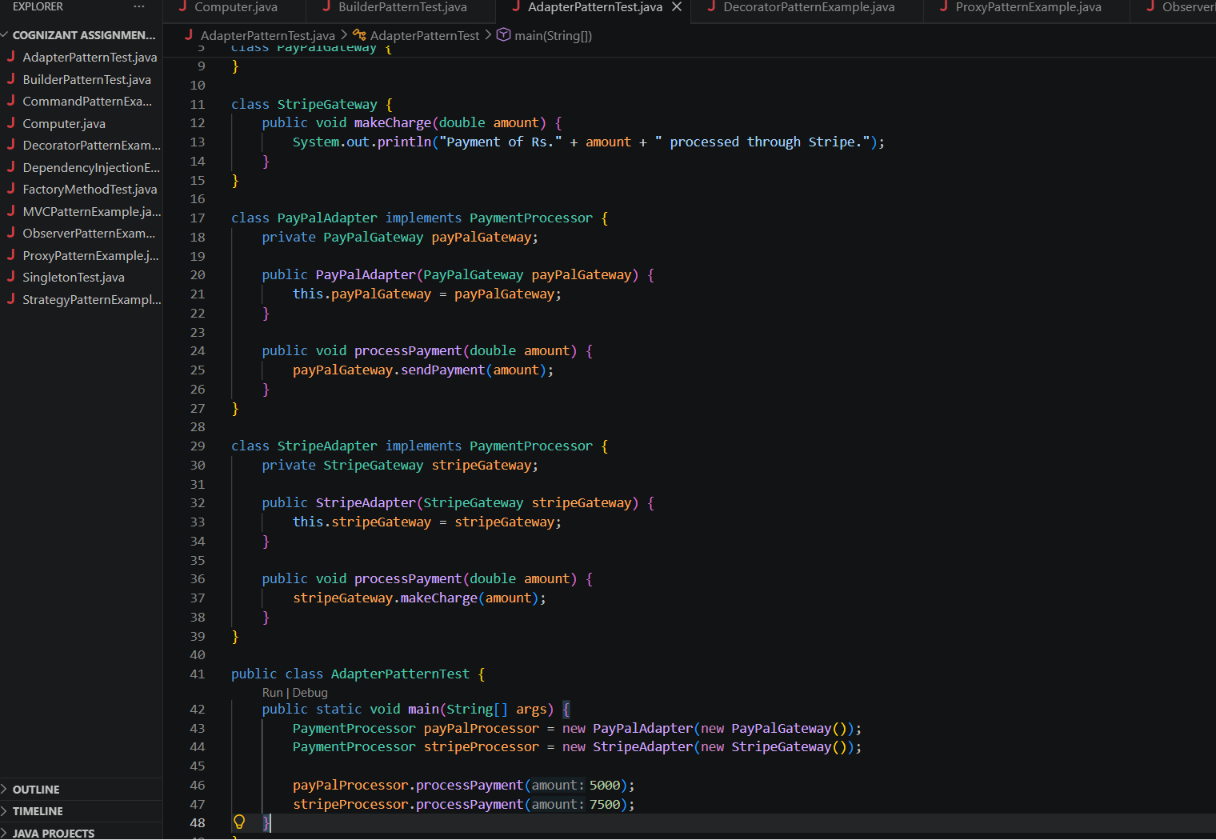 EXPLORER
Computer.java
BuilderPatternTest.java
AdapterPatternTest.java
DecoratorPatternExample.java
ProxyPatternExample.java
Observer
COGNIZANT ASSIGNMEN...
AdapterPatternTest.java
BuilderPatternTest.java
CommandPatternExa...
Computer.java
DecoratorPatternExam...
DependencyInjectionE...
FactoryMethodTest.java
MVCPatternExample.ja...
ObserverPatternExam...
ProxyPatternExample.j...
SingletonTest.java
StrategyPatternExampl...
OUTLINE
TIMELINE
JAVA PROJECTS
AdapterPatternTest.java > AdapterPatternTest > main(String[])
5 class PayPalGateway {
9 }
10
11 class StripeGateway {
12 public void makeCharge(double amount) {
13 System.out.println("Payment of Rs." + amount + " processed through Stripe.");
14 }
15 }
16
17 class PayPalAdapter implements PaymentProcessor {
18 private PayPalGateway payPalGateway;
19
20 public PayPalAdapter(PayPalGateway payPalGateway) {
21 this.payPalGateway = payPalGateway;
22 }
23
24 public void processPayment(double amount) {
25 payPalGateway.sendPayment(amount);
26 }
27 }
28
29 class StripeAdapter implements PaymentProcessor {
30 private StripeGateway stripeGateway;
31
32 public StripeAdapter(StripeGateway stripeGateway) {
33 this.stripeGateway = stripeGateway;
34 }
35
36 public void processPayment(double amount) {
37 stripeGateway.makeCharge(amount);
38 }
39 }
40
41 public class AdapterPatternTest {
Run | Debug
42 public static void main(String[] args) {
43 PaymentProcessor payPalProcessor = new PayPalAdapter(new PayPalGateway());
44 PaymentProcessor stripeProcessor = new StripeAdapter(new StripeGateway());
45
46 payPalProcessor.processPayment(amount: 5000);
47 stripeProcessor.processPayment(amount: 7500);
48 }